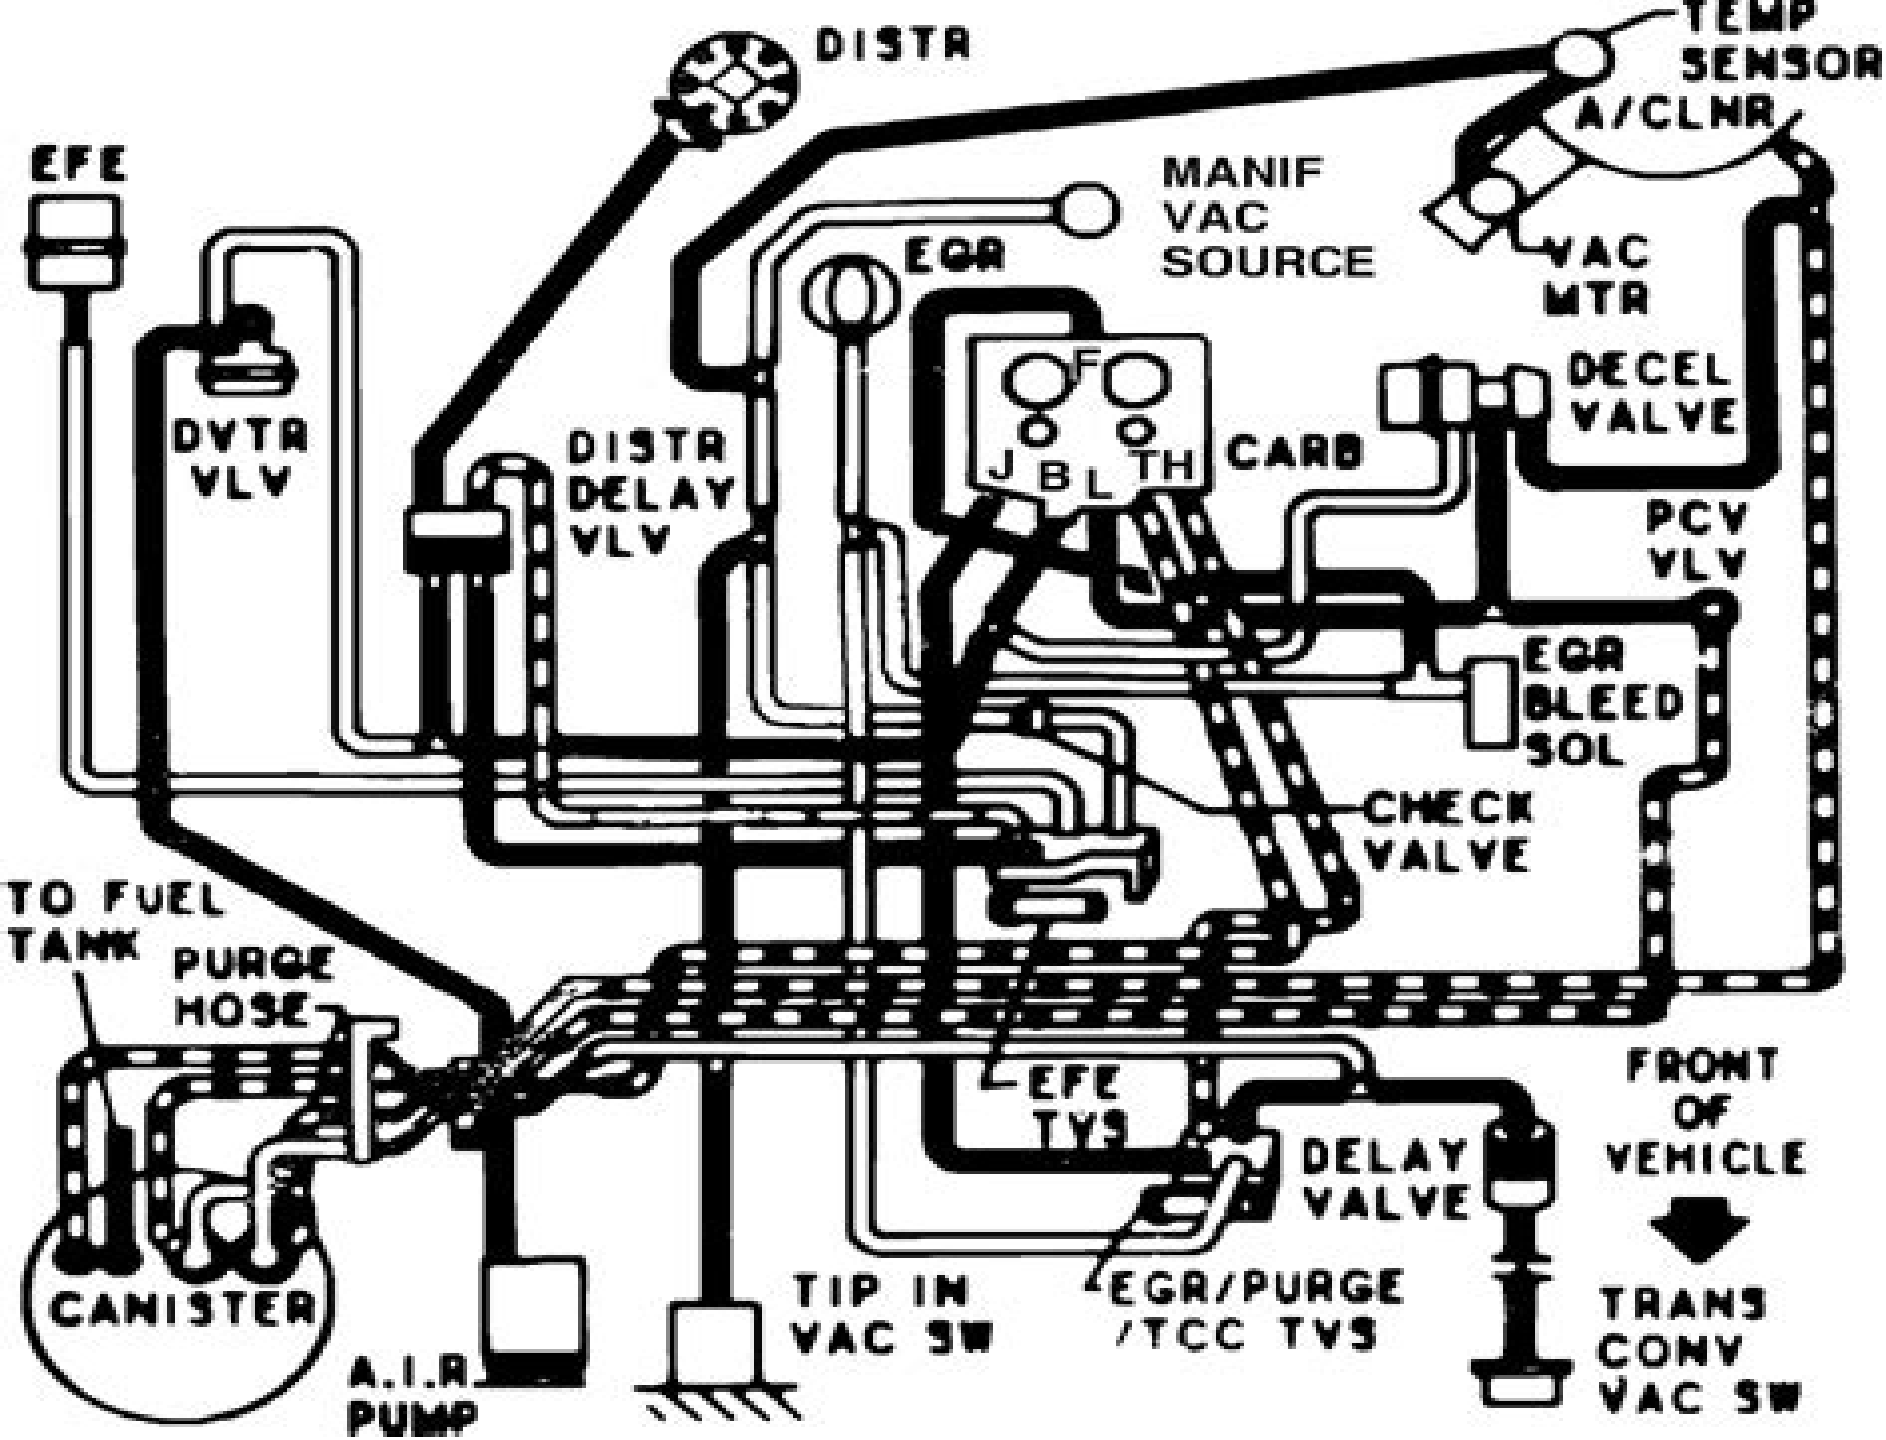 DISTR
TEMP
SENSOR
A/CLNR
EFE
MANIF
VAC
SOURCE
EGR
VAC
MTR
F
DECEL
VALVE
DVTR
VLV
DISTR
DELAY
VLV
J B L TH
CARB
PCV
VLV
EGR
BLEED
SOL
CHECK
VALVE
TO FUEL
TANK
PURGE
HOSE
EFE
TVS
FRONT
OF
VEHICLE
DELAY
VALVE
CANISTER
TIP IN
VAC SW
EGR/PURGE
/TCC TVS
TRANS
CONV
VAC SW
A.I.R.
PUMP